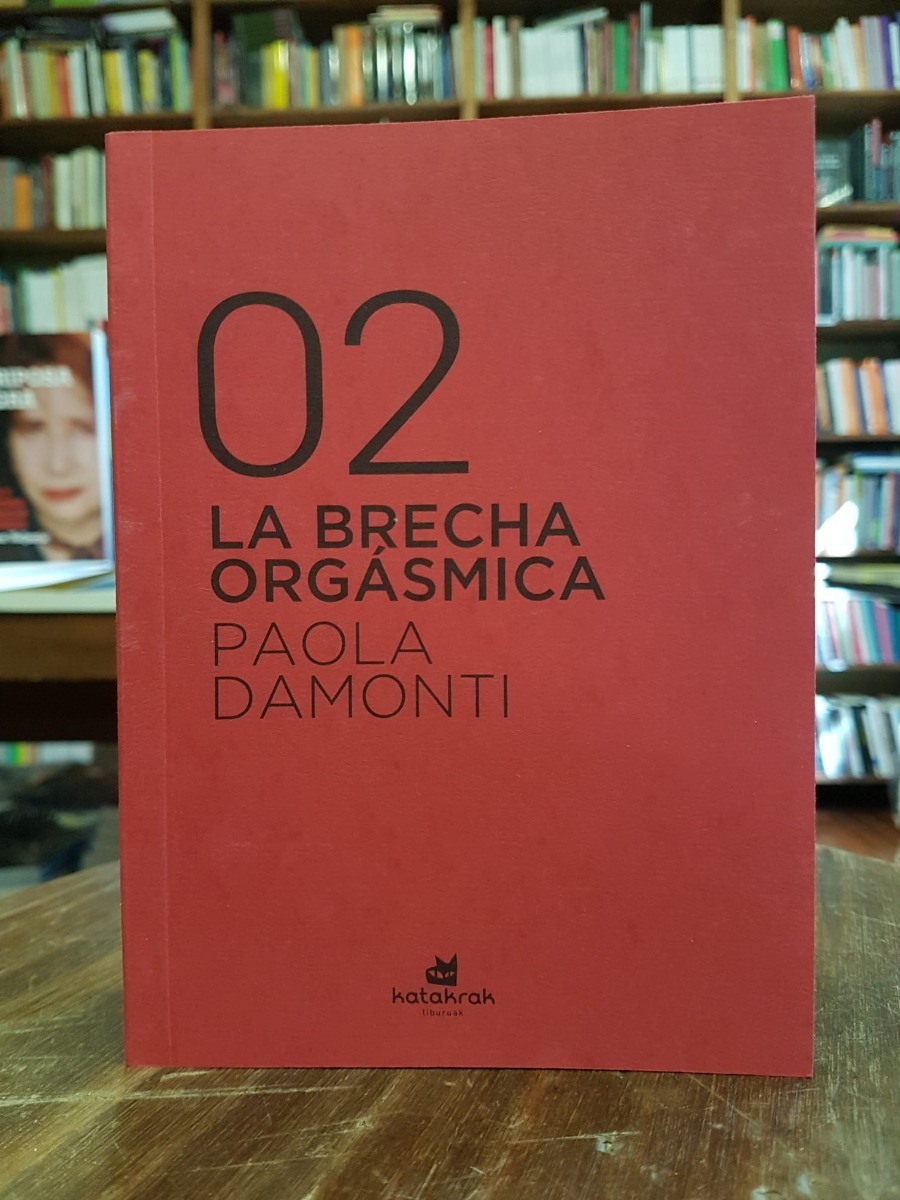 02
LA BRECHA
ORGÁSMICA
PAOLA
DAMONTI
katakrak
liburuak